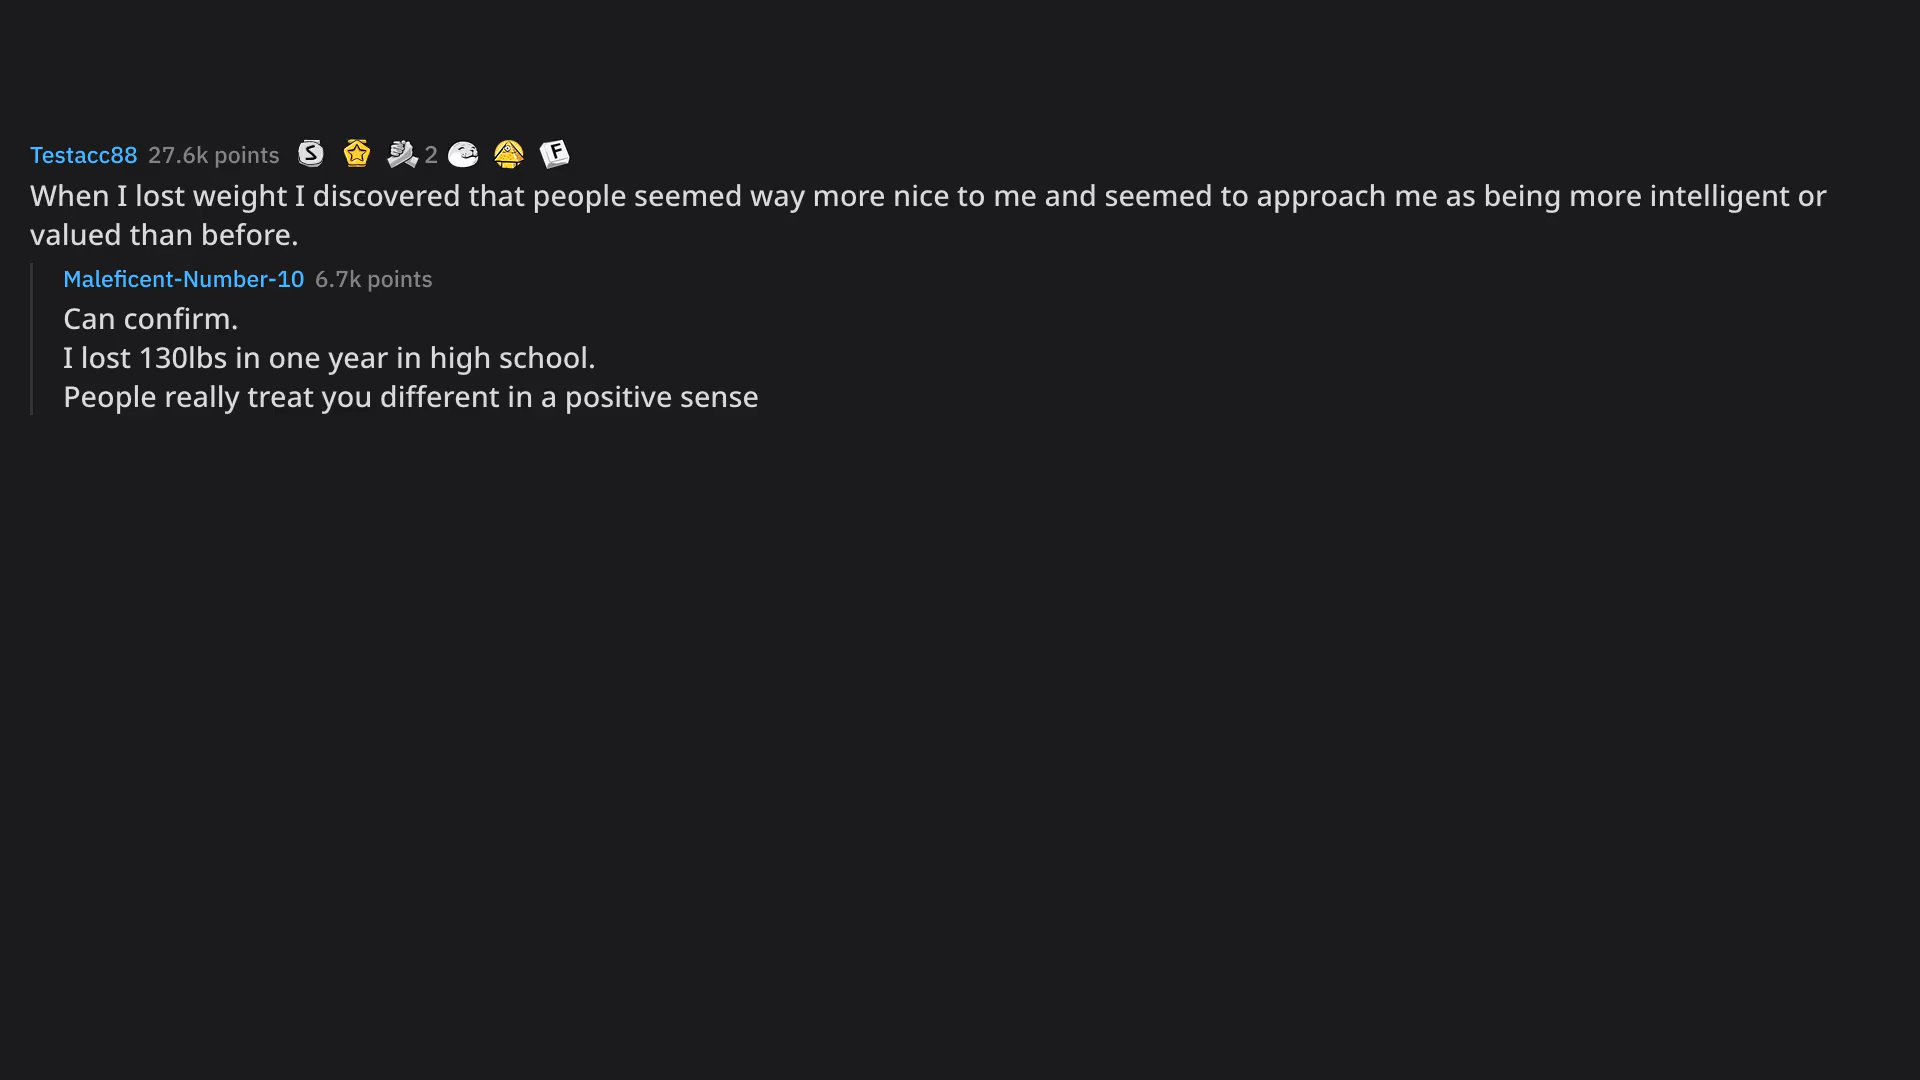 Testacc88 27.6k points S 2 F
When I lost weight I discovered that people seemed way more nice to me and seemed to approach me as being more intelligent or
valued than before.
Maleficent-Number-10 6.7k points
Can confirm.
I lost 130lbs in one year in high school.
People really treat you different in a positive sense